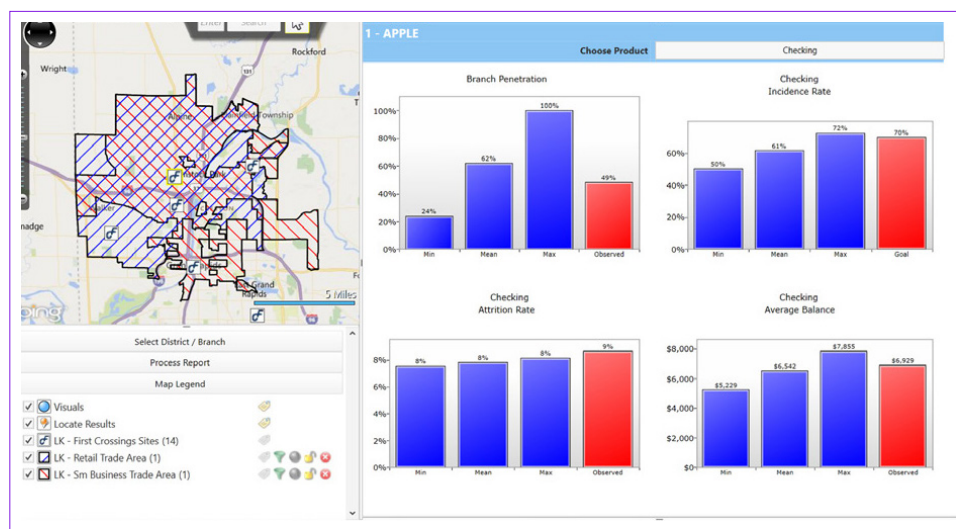 Enter
Search
Rockford
Wright
131
Alpine
Township
Walker
madge
Grand
Rapids
5 Miles
bing
Select District / Branch
Process Report
Map Legend
Visuals
Locate Results
LK - First Crossings Sites (14)
LK - Retail Trade Area (1)
LK - Sm Business Trade Area (1)
1 - APPLE
Choose Product
Checking
Branch Penetration
100%
80%
60%
40%
20%
0%
24%
62%
100%
49%
Min
Mean
Max
Observed
Checking
Incidence Rate
60%
40%
20%
0%
50%
61%
72%
70%
Min
Mean
Max
Goal
Checking
Attrition Rate
8%
6%
4%
2%
0%
8%
8%
8%
9%
Min
Mean
Max
Observed
Checking
Average Balance
$8,000
$6,000
$4,000
$2,000
$0
$5,229
$6,542
$7,855
$6,929
Min
Mean
Max
Observed